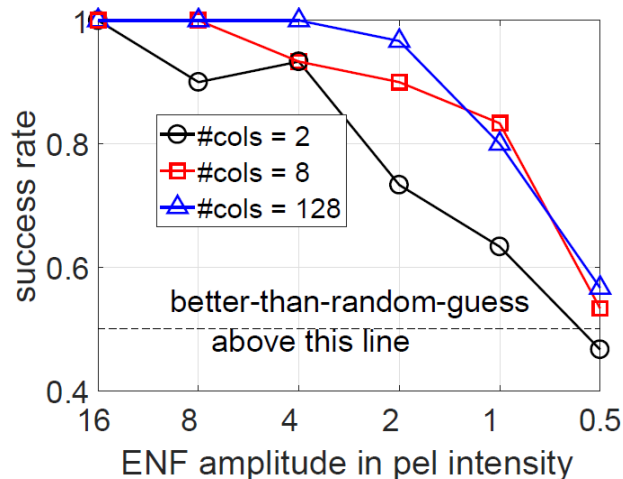 1
0.8
0.6
0.4
success rate
#cols = 2
#cols = 8
#cols = 128
better-than-random-guess
above this line
16 8 4 2 1 0.5
ENF amplitude in pel intensity